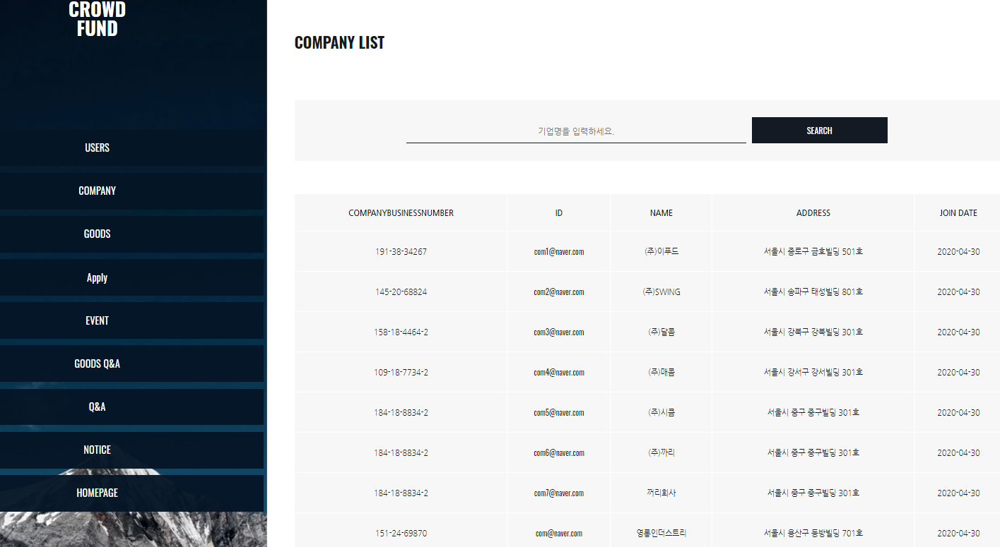 CROWD
FUND
USERS
COMPANY
GOODS
Apply
EVENT
GOODS Q&A
Q&A
NOTICE
HOMEPAGE
COMPANY LIST
기업명을 입력하세요. SEARCH
COMPANYBUSINESSNUMBER ID NAME ADDRESS JOIN DATE
191-38-34267 com1@naver.com (주)이푸드 서울시 종로구 금호빌딩 501호 2020-04-30
145-20-68824 com2@naver.com (주)SWING 서울시 송파구 태성빌딩 801호 2020-04-30
158-18-4464-2 com3@naver.com (주)달콤 서울시 강북구 강북빌딩 301호 2020-04-30
109-18-7734-2 com4@naver.com (주)매콤 서울시 강서구 강서빌딩 301호 2020-04-30
184-18-8834-2 com5@naver.com (주)시콤 서울시 중구 중구빌딩 301호 2020-04-30
184-18-8834-2 com6@naver.com (주)까리 서울시 중구 중구빌딩 301호 2020-04-30
184-18-8834-2 com7@naver.com 꺼리회사 서울시 중구 중구빌딩 301호 2020-04-30
151-24-69870 com@naver.com 영롱인더스트리 서울시 용산구 동방빌딩 701호 2020-04-30